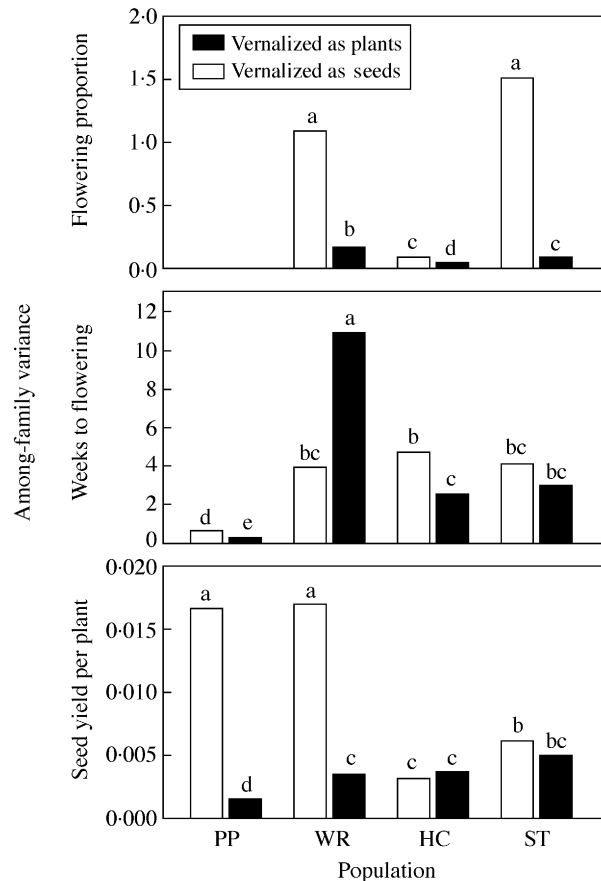 Among-family variance
Flowering proportion
2·0
1·5
1·0
0·5
0·0
Vernalized as plants
Vernalized as seeds
a
b
c
d
a
c
Weeks to flowering
12
10
8
6
4
2
0
d
e
bc
a
b
c
bc
bc
Seed yield per plant
0·020
0·015
0·010
0·005
0·000
a
d
a
c
c
c
b
bc
PP WR HC ST
Population